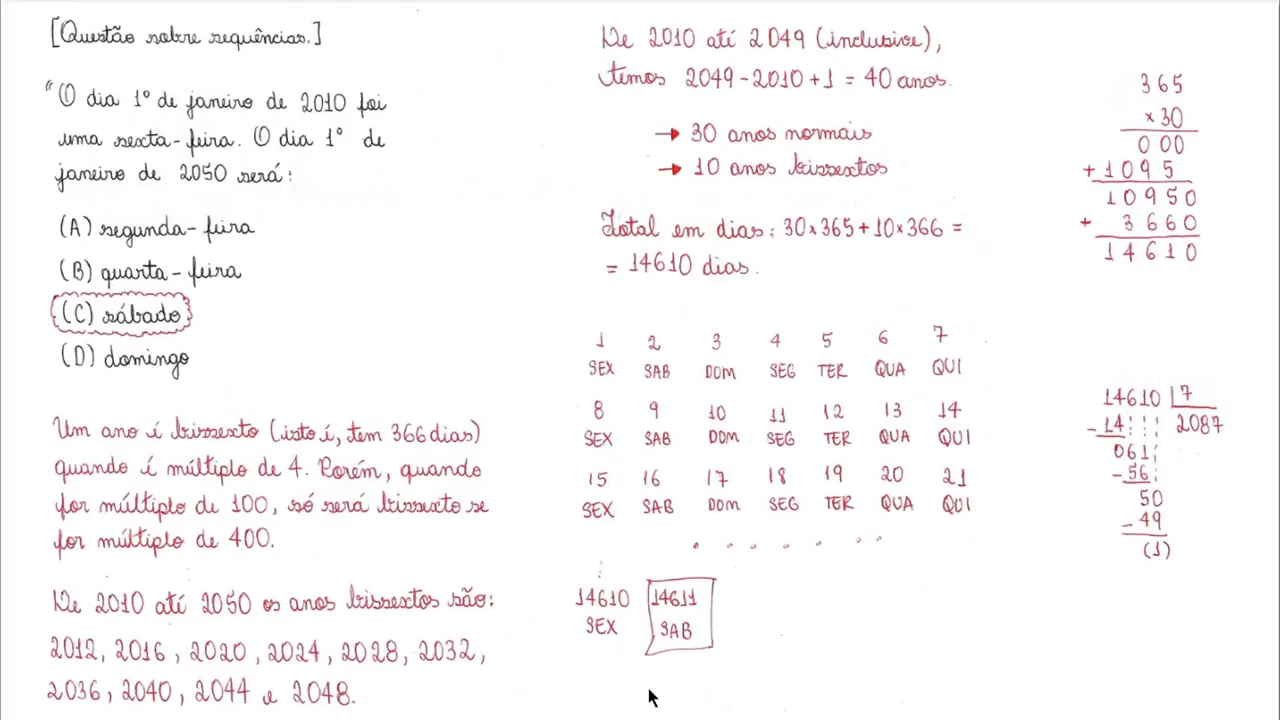 [Questão sobre sequências.]
"O dia 1º de janeiro de 2010 foi
uma sexta-feira. O dia 1º de
janeiro de 2050 será:
(A) segunda-feira
(B) quarta-feira
(C) sábado
(D) domingo
Um ano é bissexto (isto é, tem 366 dias)
quando é múltiplo de 4. Porém, quando
for múltiplo de 100, só será bissexto se
for múltiplo de 400.
De 2010 até 2050 os anos bissextos são:
2012, 2016, 2020, 2024, 2028, 2032,
2036, 2040, 2044 e 2048.
De 2010 até 2049 (inclusive),
temos 2049-2010+1 = 40 anos.
→ 30 anos normais
→ 10 anos bissextos
Total em dias: 30×365+10×366 =
= 14610 dias.
1 2 3 4 5 6 7
SEX SAB DOM SEG TER QUA QUI
8 9 10 11 12 13 14
SEX SAB DOM SEG TER QUA QUI
15 16 17 18 19 20 21
SEX SAB DOM SEG TER QUA QUI
. . . . . . .
14610 14611
SEX SAB
365
×30
000
+1095
10950
+ 3660
14610
14610 |7
-14 2087
061
-56
50
-49
(1)